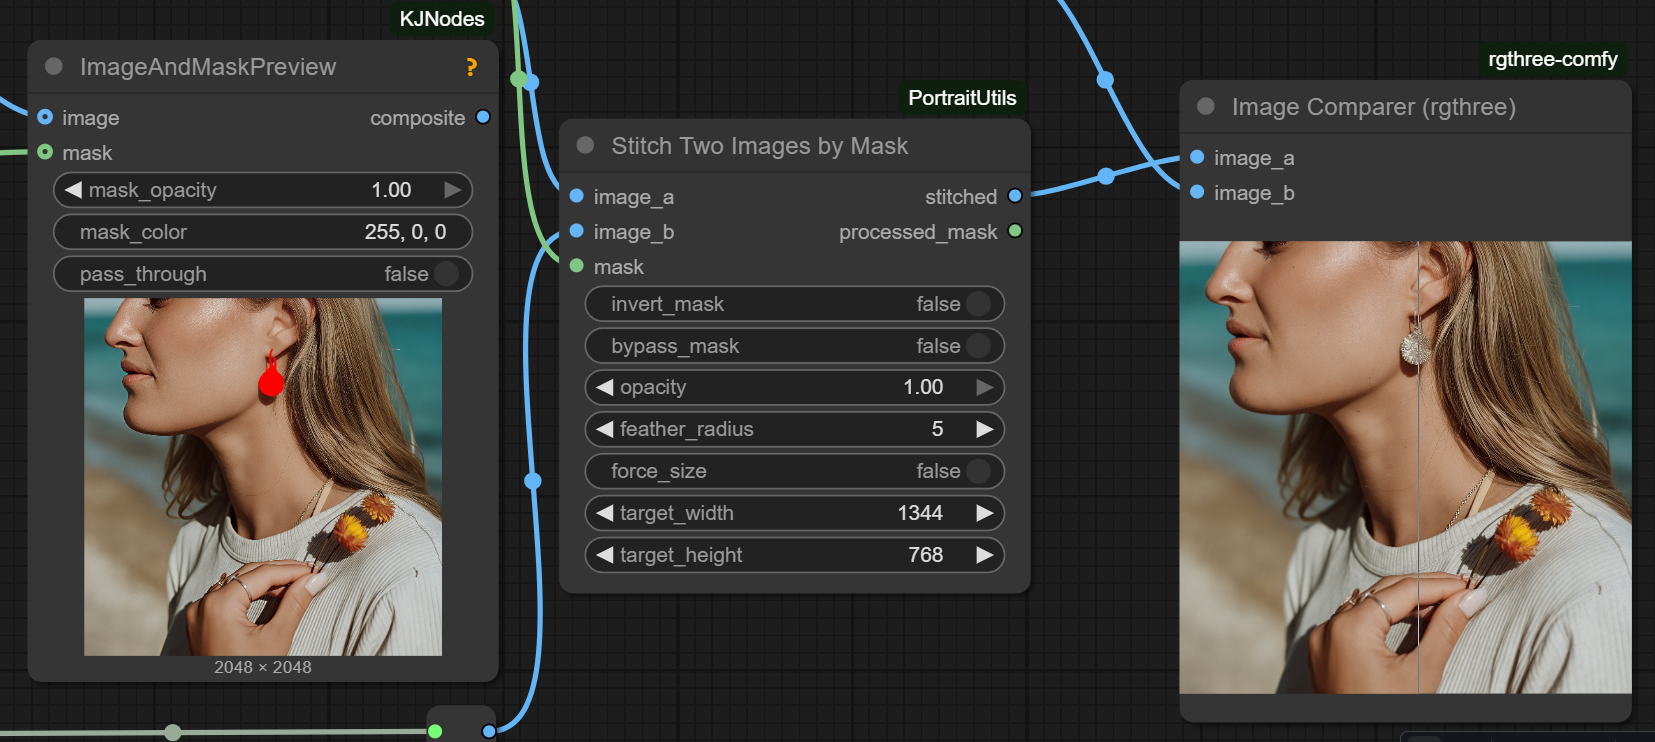 KJNodes
ImageAndMaskPreview
?
image
composite
mask
mask_opacity 1.00
mask_color 255, 0, 0
pass_through false
2048 × 2048
PortraitUtils
Stitch Two Images by Mask
image_a
stitched
image_b
processed_mask
mask
invert_mask false
bypass_mask false
opacity 1.00
feather_radius 5
force_size false
target_width 1344
target_height 768
rgthree-comfy
Image Comparer (rgthree)
image_a
image_b